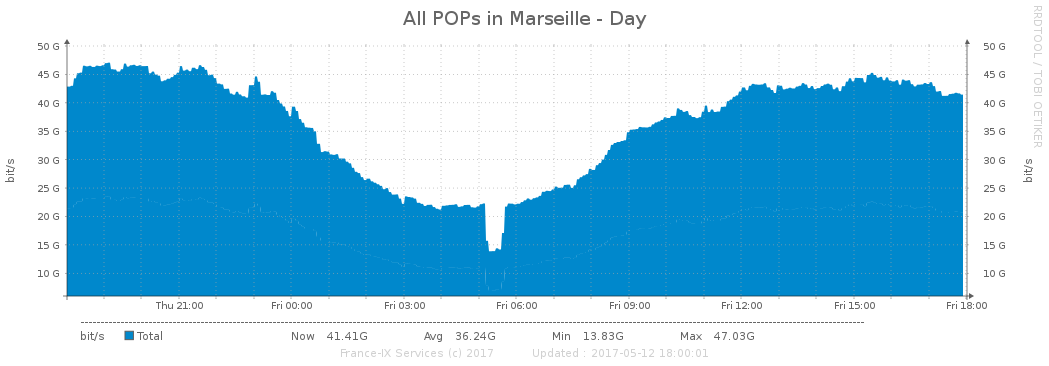 All POPs in Marseille - Day
RRDTOOL / TOBI OETIKER
50 G 50 G
45 G 45 G
40 G 40 G
35 G 35 G
30 G 30 G
25 G 25 G
20 G 20 G
15 G 15 G
10 G 10 G
bit/s
bit/s
Thu 21:00 Fri 00:00 Fri 03:00 Fri 06:00 Fri 09:00 Fri 12:00 Fri 15:00 Fri 18:00
bit/s Total Now 41.41G Avg 36.24G Min 13.83G Max 47.03G
France-IX Services (c) 2017 Updated : 2017-05-12 18:00:01